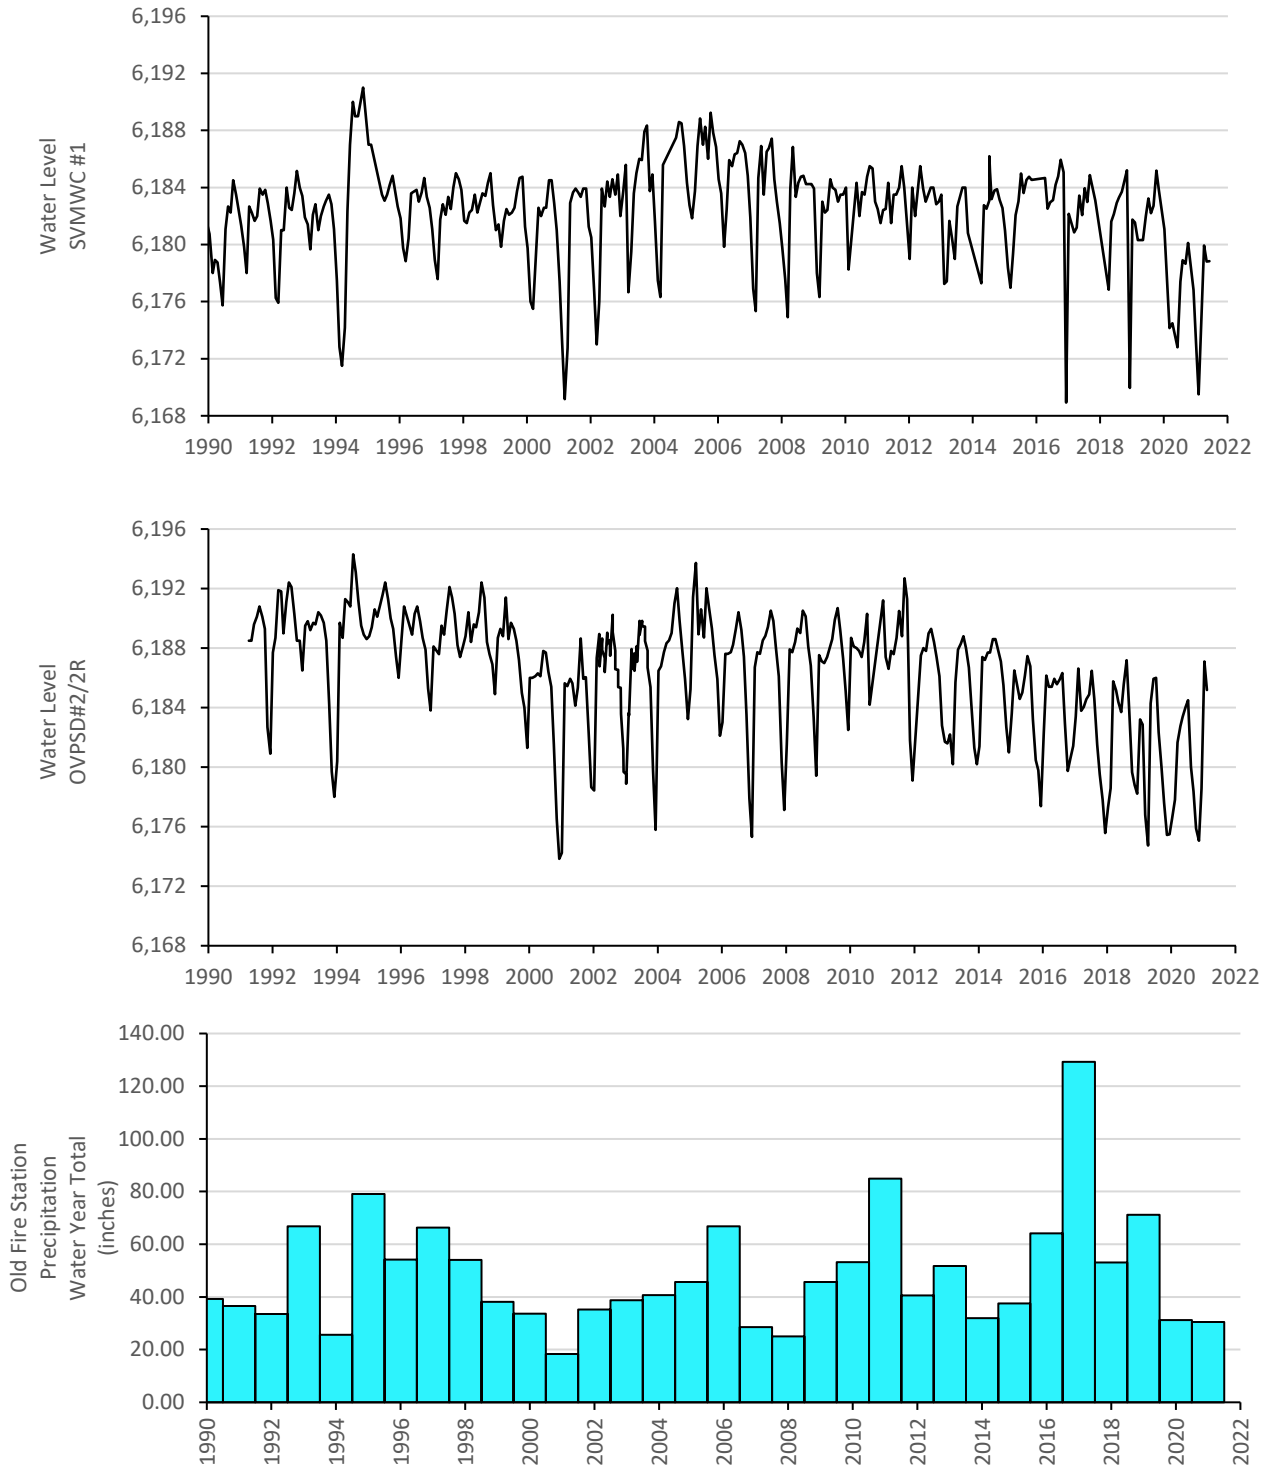 Water Level
SVMWC #1
6,196
6,192
6,188
6,184
6,180
6,176
6,172
6,168
1990 1992 1994 1996 1998 2000 2002 2004 2006 2008 2010 2012 2014 2016 2018 2020 2022
Water Level
OVPSD#2/2R
6,196
6,192
6,188
6,184
6,180
6,176
6,172
6,168
1990 1992 1994 1996 1998 2000 2002 2004 2006 2008 2010 2012 2014 2016 2018 2020 2022
Old Fire Station
Precipitation
Water Year Total
(inches)
140.00
120.00
100.00
80.00
60.00
40.00
20.00
0.00
1990 1992 1994 1996 1998 2000 2002 2004 2006 2008 2010 2012 2014 2016 2018 2020 2022